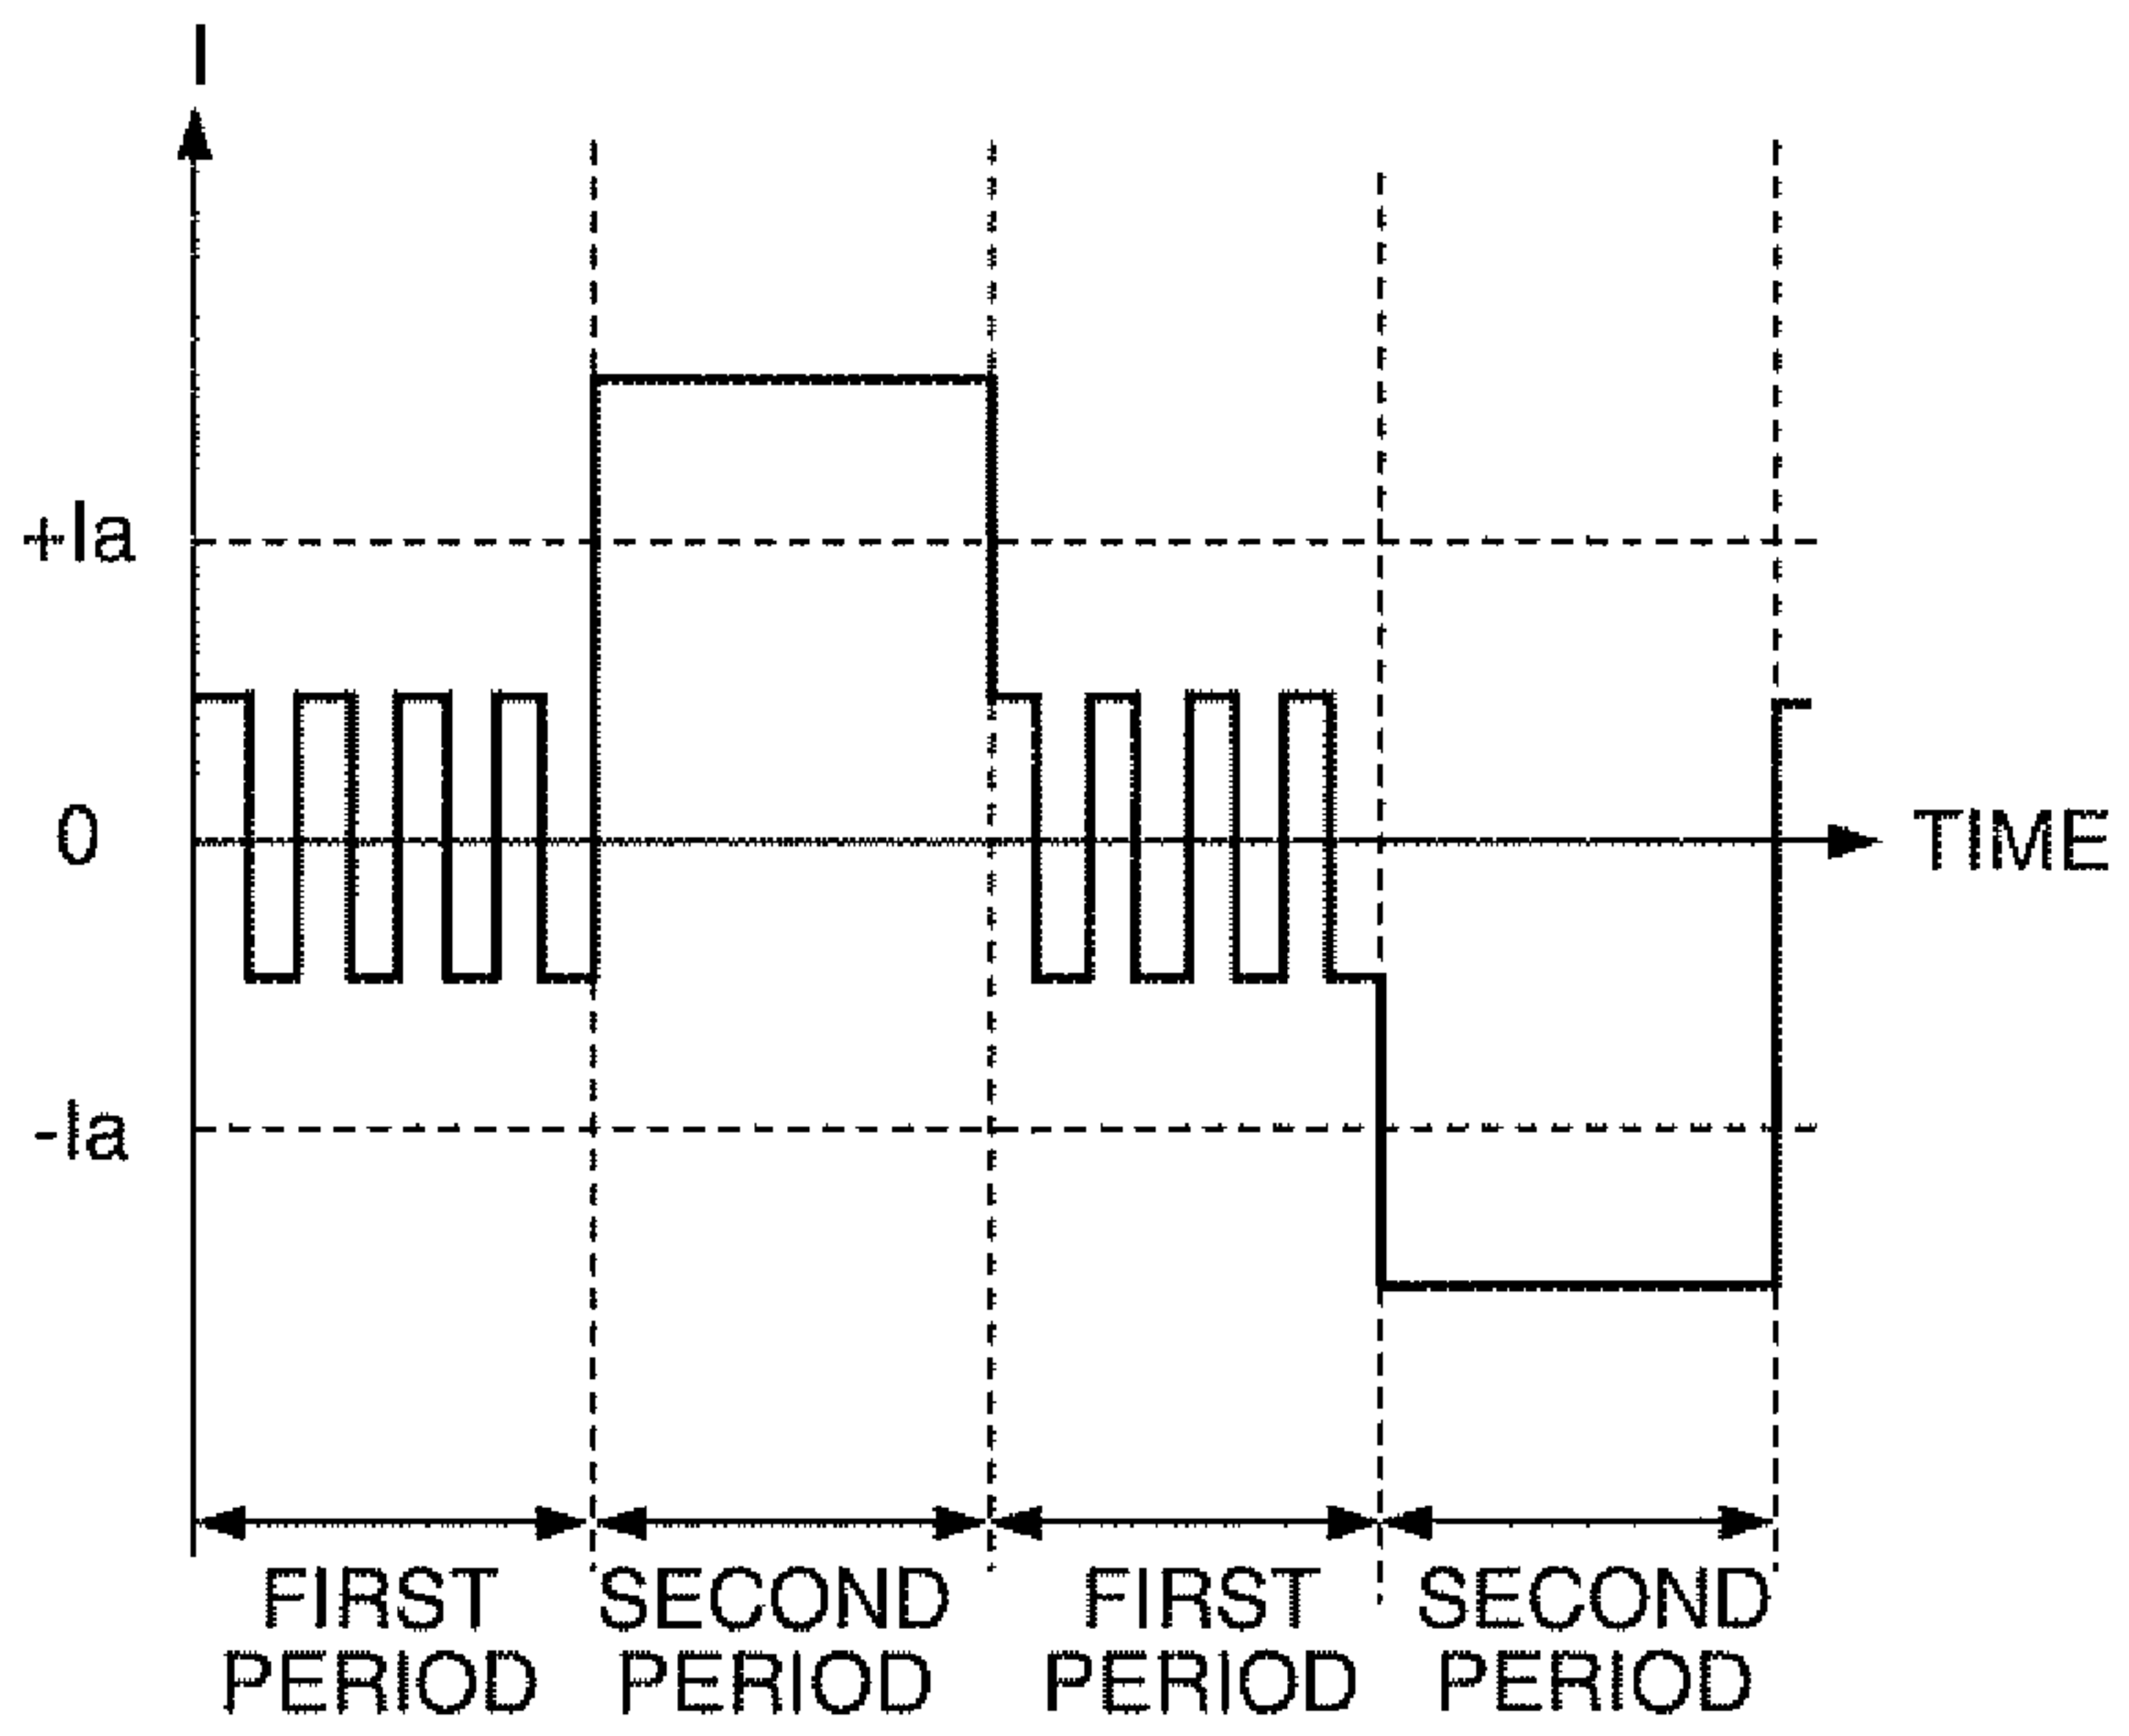 I
+Ia
0
TIME
-Ia
FIRST PERIOD
SECOND PERIOD
FIRST PERIOD
SECOND PERIOD